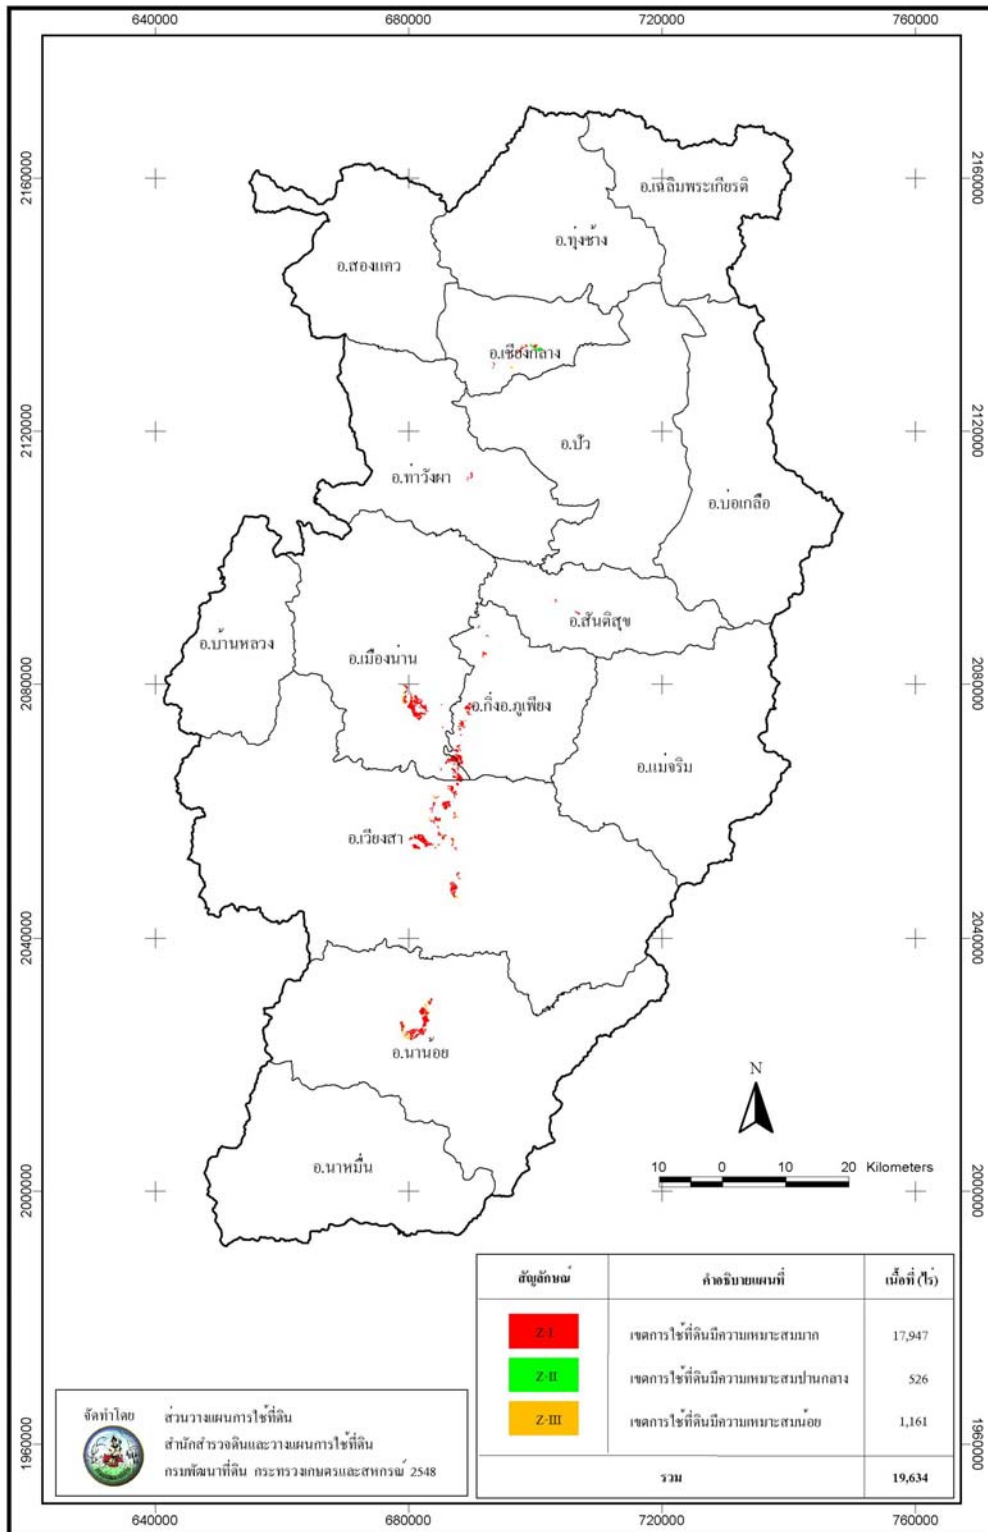 640000 680000 720000 760000
2160000 2160000
อ.เฉลิมพระเกียรติ
อ.ทุ่งช้าง
อ.สองแคว
อ.เชียงกลาง
2120000 2120000
อ.ปัว
อ.ท่าวังผา
อ.บ่อเกลือ
อ.สันติสุข
อ.บ้านหลวง
อ.เมืองน่าน
2080000 2080000
อ.กิ่งอ.ภูเพียง
อ.แม่จริม
อ.เวียงสา
2040000 2040000
อ.นาน้อย
N
อ.นาหมื่น
10 0 10 20 Kilometers
2000000 2000000
สัญลักษณ์ คำอธิบายแผนที่ เนื้อที่ (ไร่)
Z-I เขตการใช้ที่ดินมีความเหมาะสมมาก 17,947
Z-II เขตการใช้ที่ดินมีความเหมาะสมปานกลาง 526
Z-III เขตการใช้ที่ดินมีความเหมาะสมน้อย 1,161
รวม 19,634
จัดทำโดย ส่วนวางแผนการใช้ที่ดิน
สำนักสำรวจดินและวางแผนการใช้ที่ดิน
กรมพัฒนาที่ดิน กระทรวงเกษตรและสหกรณ์ 2548
1960000 1960000
640000 680000 720000 760000